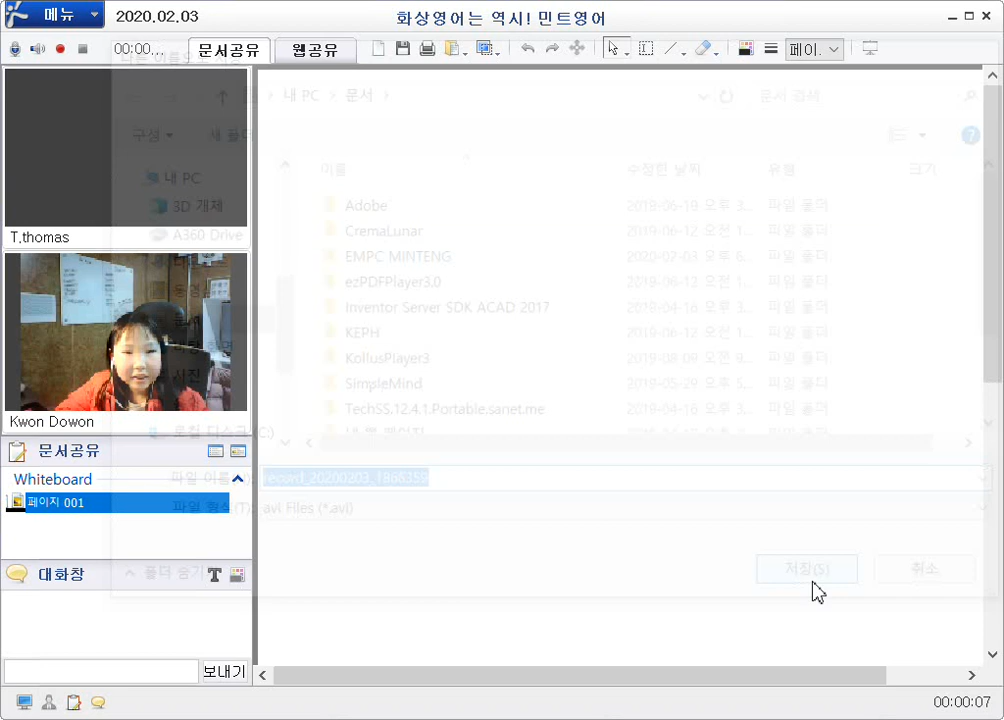 메뉴 2020.02.03 화상영어는 역시! 민트영어
00:00... 문서공유 웹공유 페이.
내 PC 문서 문서 검색
구성 새 폴더
이름 수정한 날짜 유형 크기
내 PC
3D 개체
A360 Drive
Adobe 2019-06-19 오후 3... 파일 폴더
CremaLunar 2019-06-12 오전 1... 파일 폴더
EMPC MINTENG 2020-07-03 오후 6... 파일 폴더
ezPDFPlayer3.0 2019-06-13 오전 파일 폴더
Inventor Server SDK ACAD 2017 2019-04-16 오후 3... 파일 폴더
KEPH 2019-06-12 오전 1... 파일 폴더
KollusPlayer3 2019-08-09 오전 9... 파일 폴더
SimpleMind 2019-05-29 오후 5... 파일 폴더
TechSS.12.4.1.Portable.sanet.me 2019-04-16 오후 파일 폴더
로컬 디스크 (C:)
파일 이름(N): record_20200203_1866359
파일 형식(T): avi Files (*.avi)
폴더 숨기기
저장(S) 취소
T,thomas
Kwon Dowon
문서공유
Whiteboard
페이지 001
대화창
보내기
00:00:07